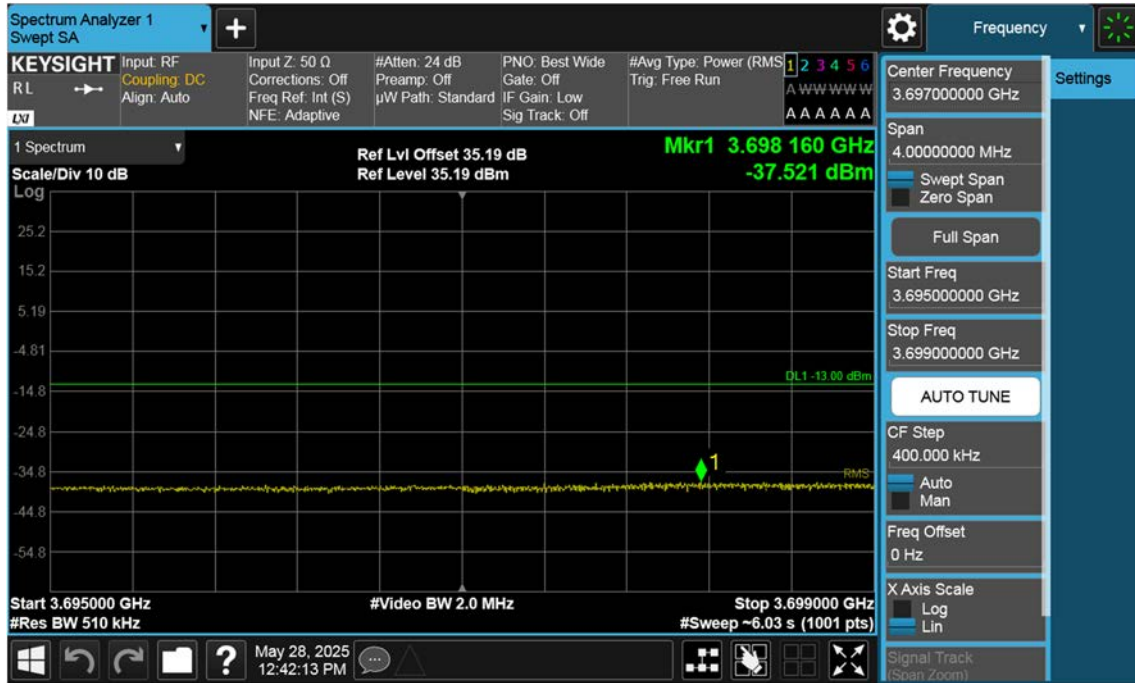 Spectrum Analyzer 1
Swept SA
+
Frequency
KEYSIGHT
RL
LXI
Input: RF
Coupling: DC
Align: Auto
Input Z: 50 Ω
Corrections: Off
Freq Ref: Int (S)
NFE: Adaptive
#Atten: 24 dB
Preamp: Off
µW Path: Standard
PNO: Best Wide
Gate: Off
IF Gain: Low
Sig Track: Off
#Avg Type: Power (RMS
Trig: Free Run
1 2 3 4 5 6
A W W W W W
A A A A A A
1 Spectrum
Scale/Div 10 dB
Log
Ref Lvl Offset 35.19 dB
Ref Level 35.19 dBm
Mkr1 3.698 160 GHz
-37.521 dBm
25.2
15.2
5.19
-4.81
-14.8
-24.8
-34.8
-44.8
-54.8
DL1 -13.00 dBm
1
RMS
Start 3.695000 GHz
#Res BW 510 kHz
#Video BW 2.0 MHz
Stop 3.699000 GHz
#Sweep ~6.03 s (1001 pts)
?
May 28, 2025
12:42:13 PM
Center Frequency
3.697000000 GHz
Span
4.00000000 MHz
Swept Span
Zero Span
Full Span
Start Freq
3.695000000 GHz
Stop Freq
3.699000000 GHz
AUTO TUNE
CF Step
400.000 kHz
Auto
Man
Freq Offset
0 Hz
X Axis Scale
Log
Lin
Signal Track
(Span Zoom)
Settings